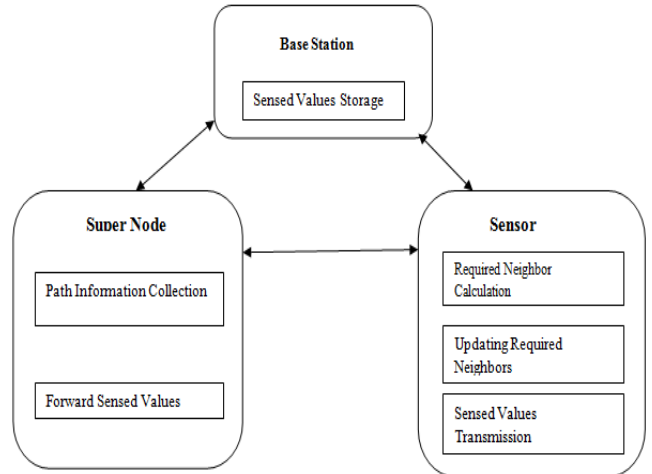 Base Station
Sensed Values Storage
Super Node
Path Information Collection
Forward Sensed Values
Sensor
Required Neighbor
Calculation
Updating Required
Neighbors
Sensed Values
Transmission